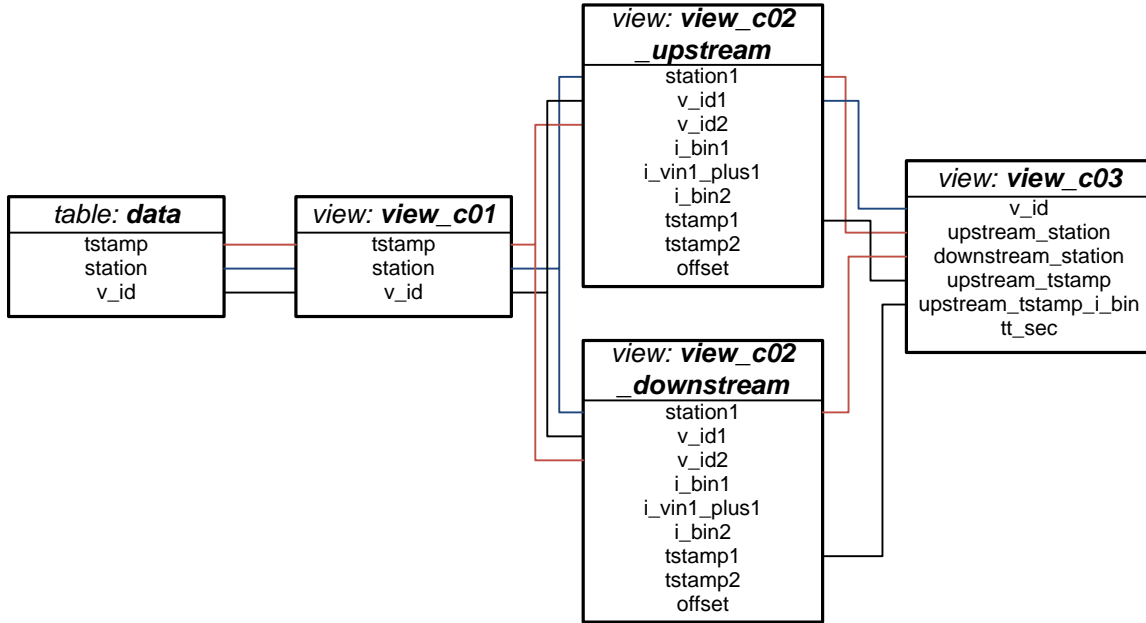 table: data
tstamp
station
v_id
view: view_c01
tstamp
station
v_id
view: view_c02
_upstream
station1
v_id1
v_id2
i_bin1
i_vin1_plus1
i_bin2
tstamp1
tstamp2
offset
view: view_c02
_downstream
station1
v_id1
v_id2
i_bin1
i_vin1_plus1
i_bin2
tstamp1
tstamp2
offset
view: view_c03
v_id
upstream_station
downstream_station
upstream_tstamp
upstream_tstamp_i_bin
tt_sec